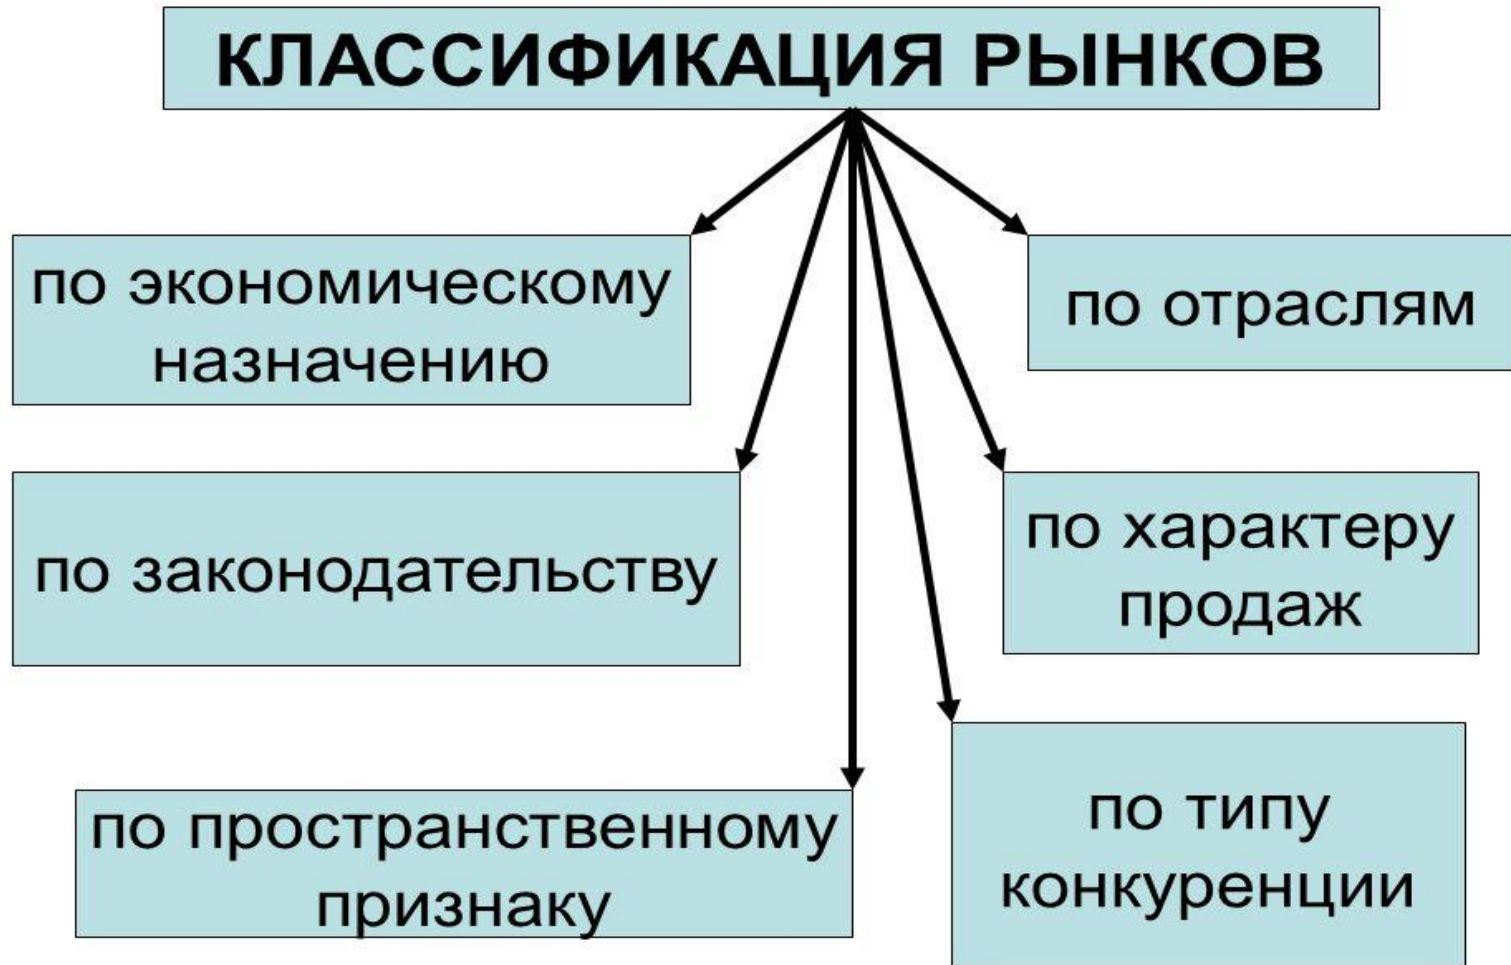 КЛАССИФИКАЦИЯ РЫНКОВ
по экономическому
назначению
по отраслям
по законодательству
по характеру
продаж
по пространственному
признаку
по типу
конкуренции